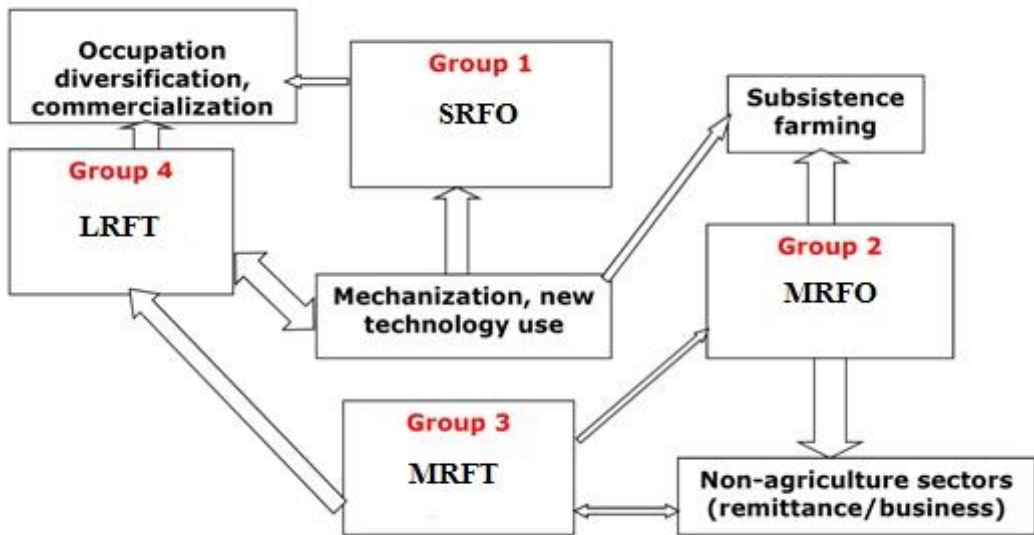 Occupation
diversification,
commercialization
Group 1
SRFO
Subsistence
farming
Group 4
LRFT
Group 2
MRFO
Mechanization, new
technology use
Group 3
MRFT
Non-agriculture sectors
(remittance/business)